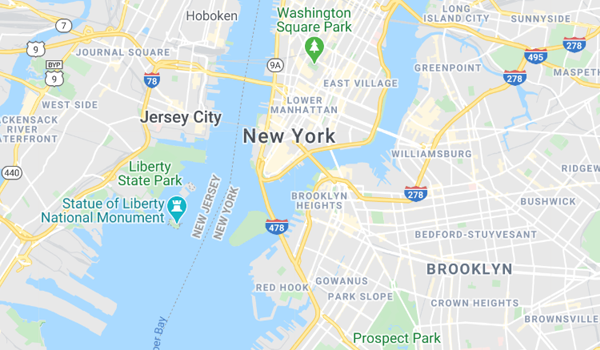 Hoboken
Washington
Square Park
LONG
ISLAND CITY
SUNNYSIDE
7
9
BYP
9
JOURNAL SQUARE
78
9A
EAST VILLAGE
GREENPOINT
278
495
278
MASPETH
WEST SIDE
HACKENSACK
RIVER
WATERFRONT
Jersey City
LOWER
MANHATTAN
New York
WILLIAMSBURG
440
Liberty
State Park
RIDGEW
Statue of Liberty
National Monument
NEW JERSEY
NEW YORK
278
BROOKLYN
HEIGHTS
BUSHWICK
478
BEDFORD-STUYVESANT
BROOKLYN
RED HOOK
GOWANUS
PARK SLOPE
CROWN HEIGHTS
BROWNSVILLE
per Bay
Prospect Park